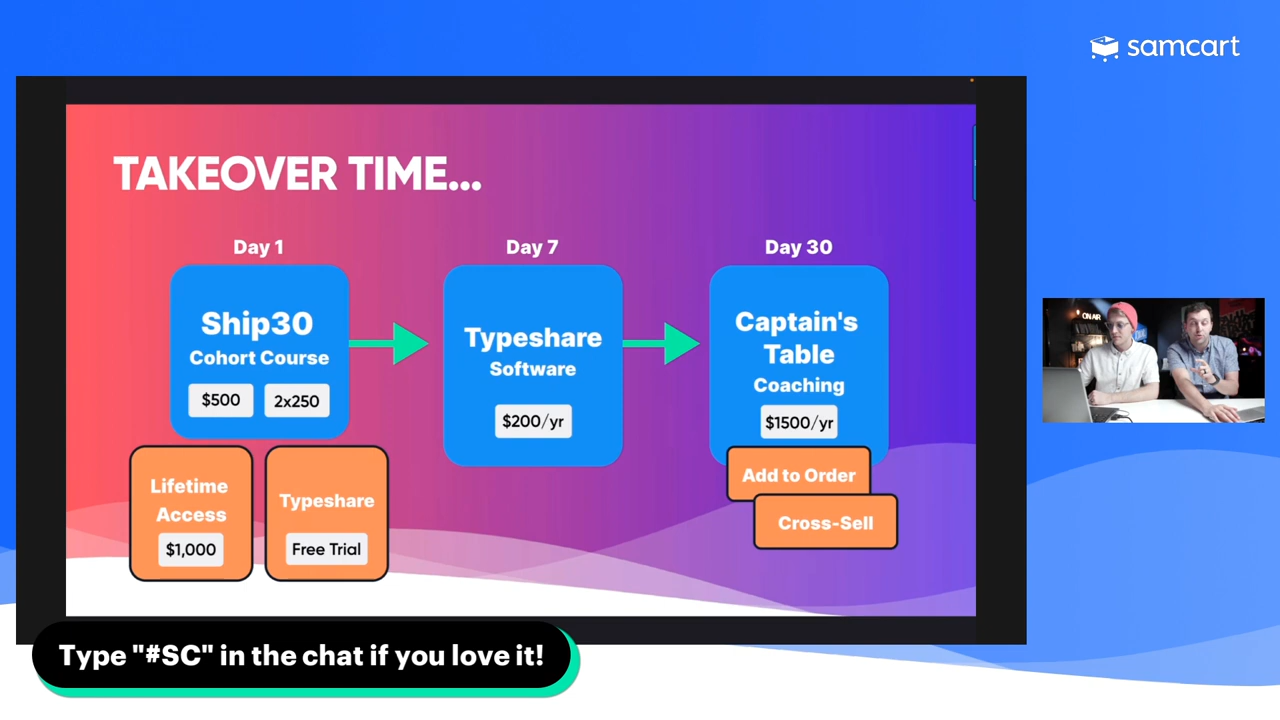 samcart
TAKEOVER TIME...
Day 1
Day 7
Day 30
Ship30
Cohort Course
$500
2x250
Typeshare
Software
$200/yr
Captain's
Table
Coaching
$1500/yr
Lifetime
Access
$1,000
Typeshare
Free Trial
Add to Order
Cross-Sell
ON AIR
Type "#SC" in the chat if you love it!